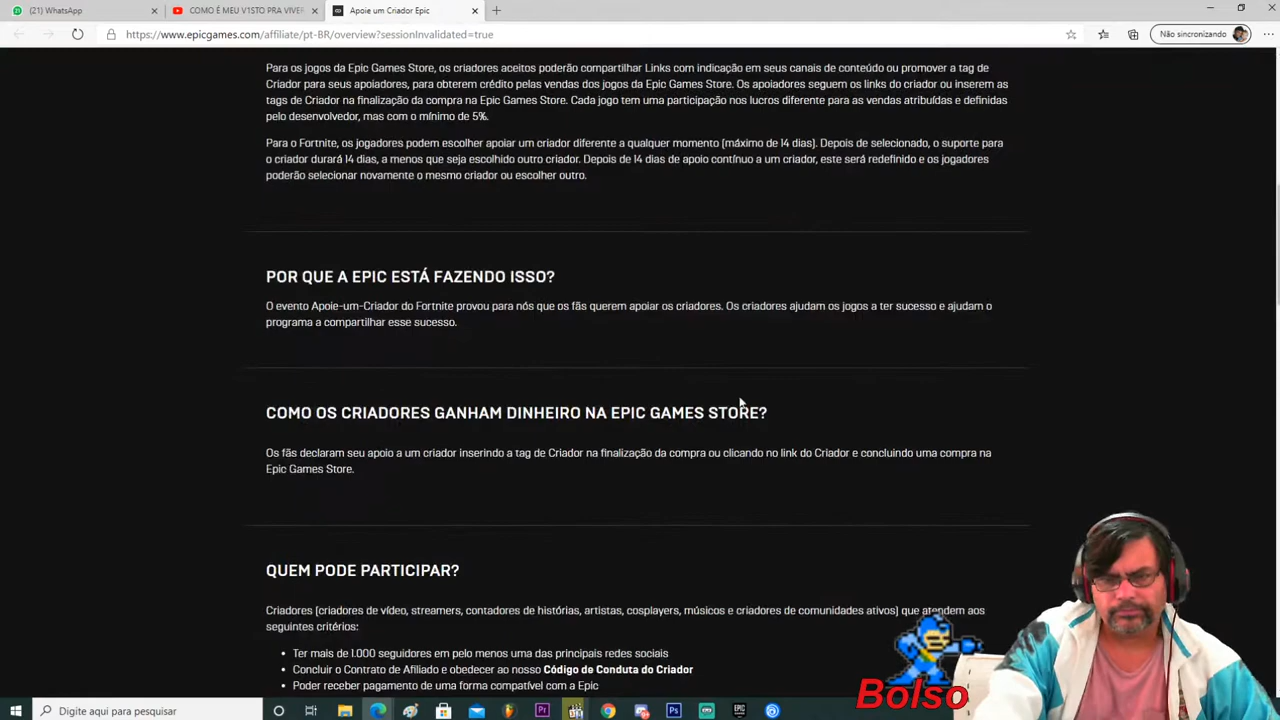 (21) WhatsApp
COMO É MEU V1STO PRA VIVER
Apoie um Criador Epic
https://www.epicgames.com/affiliate/pt-BR/overview?sessionInvalidated=true
Não sincronizando
Para os jogos da Epic Games Store, os criadores aceitos poderão compartilhar Links com indicação em seus canais de conteúdo ou promover a tag de
Criador para seus apoiadores, para obterem crédito pelas vendas dos jogos da Epic Games Store. Os apoiadores seguem os links do criador ou inserem as
tags de Criador na finalização da compra na Epic Games Store. Cada jogo tem uma participação nos lucros diferente para as vendas atribuídas e definidas
pelo desenvolvedor, mas com o mínimo de 5%.
Para o Fortnite, os jogadores podem escolher apoiar um criador diferente a qualquer momento (máximo de 14 dias). Depois de selecionado, o suporte para
o criador durará 14 dias, a menos que seja escolhido outro criador. Depois de 14 dias de apoio contínuo a um criador, este será redefinido e os jogadores
poderão selecionar novamente o mesmo criador ou escolher outro.
POR QUE A EPIC ESTÁ FAZENDO ISSO?
O evento Apoie-um-Criador do Fortnite provou para nós que os fãs querem apoiar os criadores. Os criadores ajudam os jogos a ter sucesso e ajudam o
programa a compartilhar esse sucesso.
COMO OS CRIADORES GANHAM DINHEIRO NA EPIC GAMES STORE?
Os fãs declaram seu apoio a um criador inserindo a tag de Criador na finalização da compra ou clicando no link do Criador e concluindo uma compra na
Epic Games Store.
QUEM PODE PARTICIPAR?
Criadores (criadores de vídeo, streamers, contadores de histórias, artistas, cosplayers, músicos e criadores de comunidades ativos) que atendem aos
seguintes critérios:
• Ter mais de 1.000 seguidores em pelo menos uma das principais redes sociais
• Concluir o Contrato de Afiliado e obedecer ao nosso Código de Conduta do Criador
• Poder receber pagamento de uma forma compatível com a Epic
Bolso
Digite aqui para pesquisar
Pr
Ps
EPIC